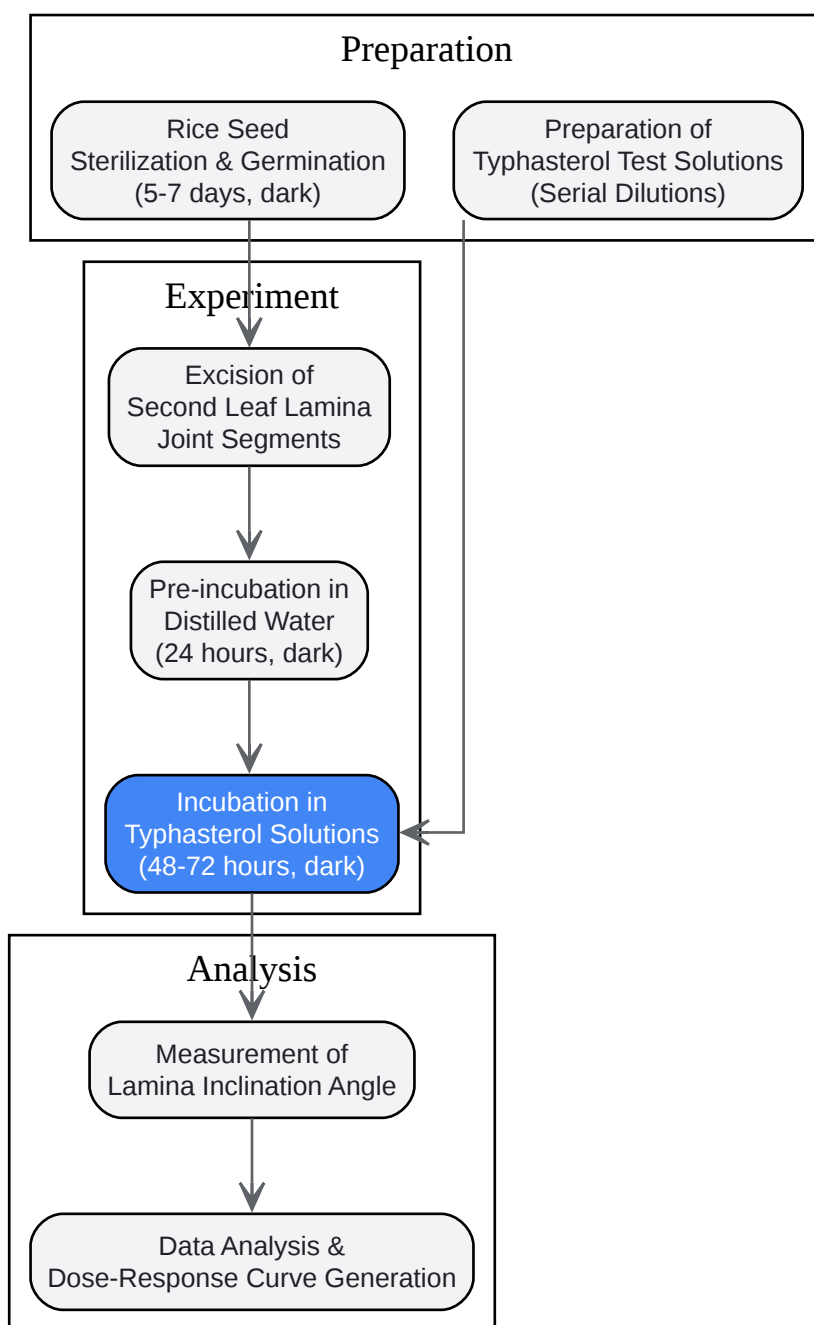 Preparation
Rice Seed
Sterilization & Germination
(5-7 days, dark)
Preparation of
Typhasterol Test Solutions
(Serial Dilutions)
Experiment
Excision of
Second Leaf Lamina
Joint Segments
Pre-incubation in
Distilled Water
(24 hours, dark)
Incubation in
Typhasterol Solutions
(48-72 hours, dark)
Analysis
Measurement of
Lamina Inclination Angle
Data Analysis &
Dose-Response Curve Generation